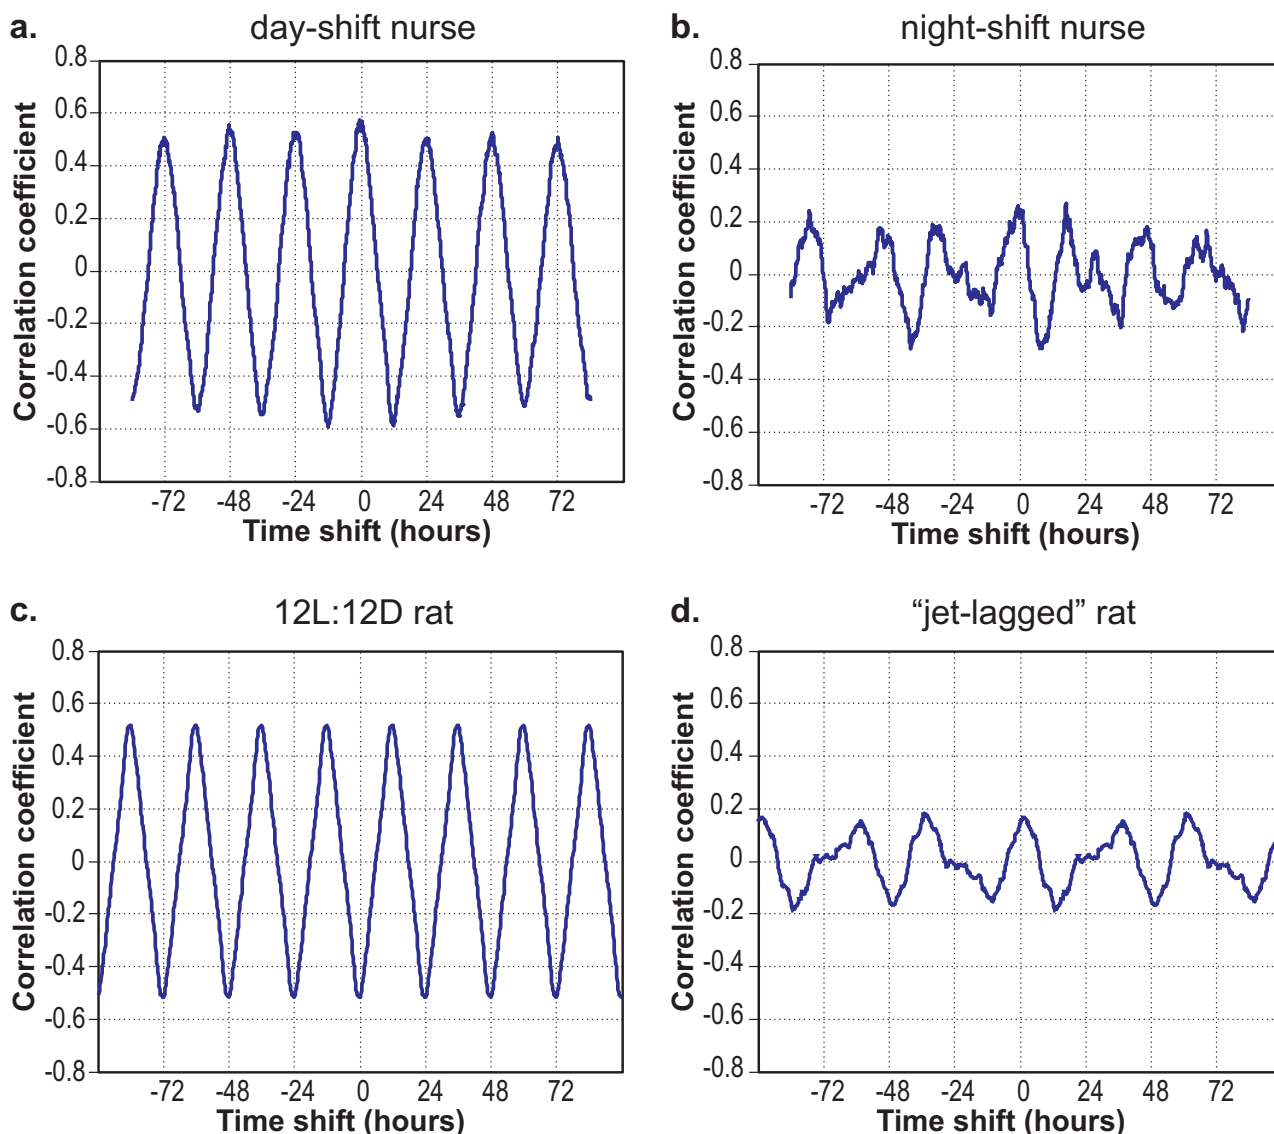 a. day-shift nurse
0.8
0.6
0.4
0.2
0
-0.2
-0.4
-0.6
-0.8
Correlation coefficient
-72 -48 -24 0 24 48 72
Time shift (hours)
b. night-shift nurse
0.8
0.6
0.4
0.2
0
-0.2
-0.4
-0.6
-0.8
Correlation coefficient
-72 -48 -24 0 24 48 72
Time shift (hours)
c. 12L:12D rat
0.8
0.6
0.4
0.2
0
-0.2
-0.4
-0.6
-0.8
Correlation coefficient
-72 -48 -24 0 24 48 72
Time shift (hours)
d. “jet-lagged” rat
0.8
0.6
0.4
0.2
0
-0.2
-0.4
-0.6
-0.8
Correlation coefficient
-72 -48 -24 0 24 48 72
Time shift (hours)